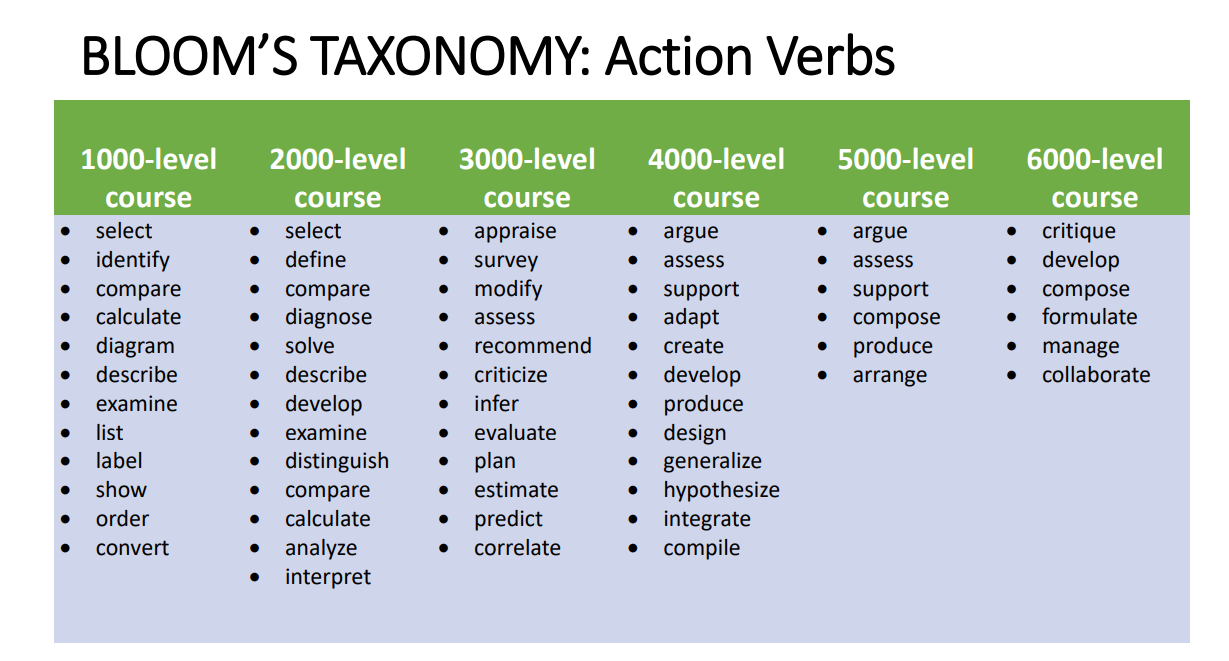 BLOOM’S TAXONOMY: Action Verbs
1000-level
course
• select
• identify
• compare
• calculate
• diagram
• describe
• examine
• list
• label
• show
• order
• convert
2000-level
course
• select
• define
• compare
• diagnose
• solve
• describe
• develop
• examine
• distinguish
• compare
• calculate
• analyze
• interpret
3000-level
course
• appraise
• survey
• modify
• assess
• recommend
• criticize
• infer
• evaluate
• plan
• estimate
• predict
• correlate
4000-level
course
• argue
• assess
• support
• adapt
• create
• develop
• produce
• design
• generalize
• hypothesize
• integrate
• compile
5000-level
course
• argue
• assess
• support
• compose
• produce
• arrange
6000-level
course
• critique
• develop
• compose
• formulate
• manage
• collaborate